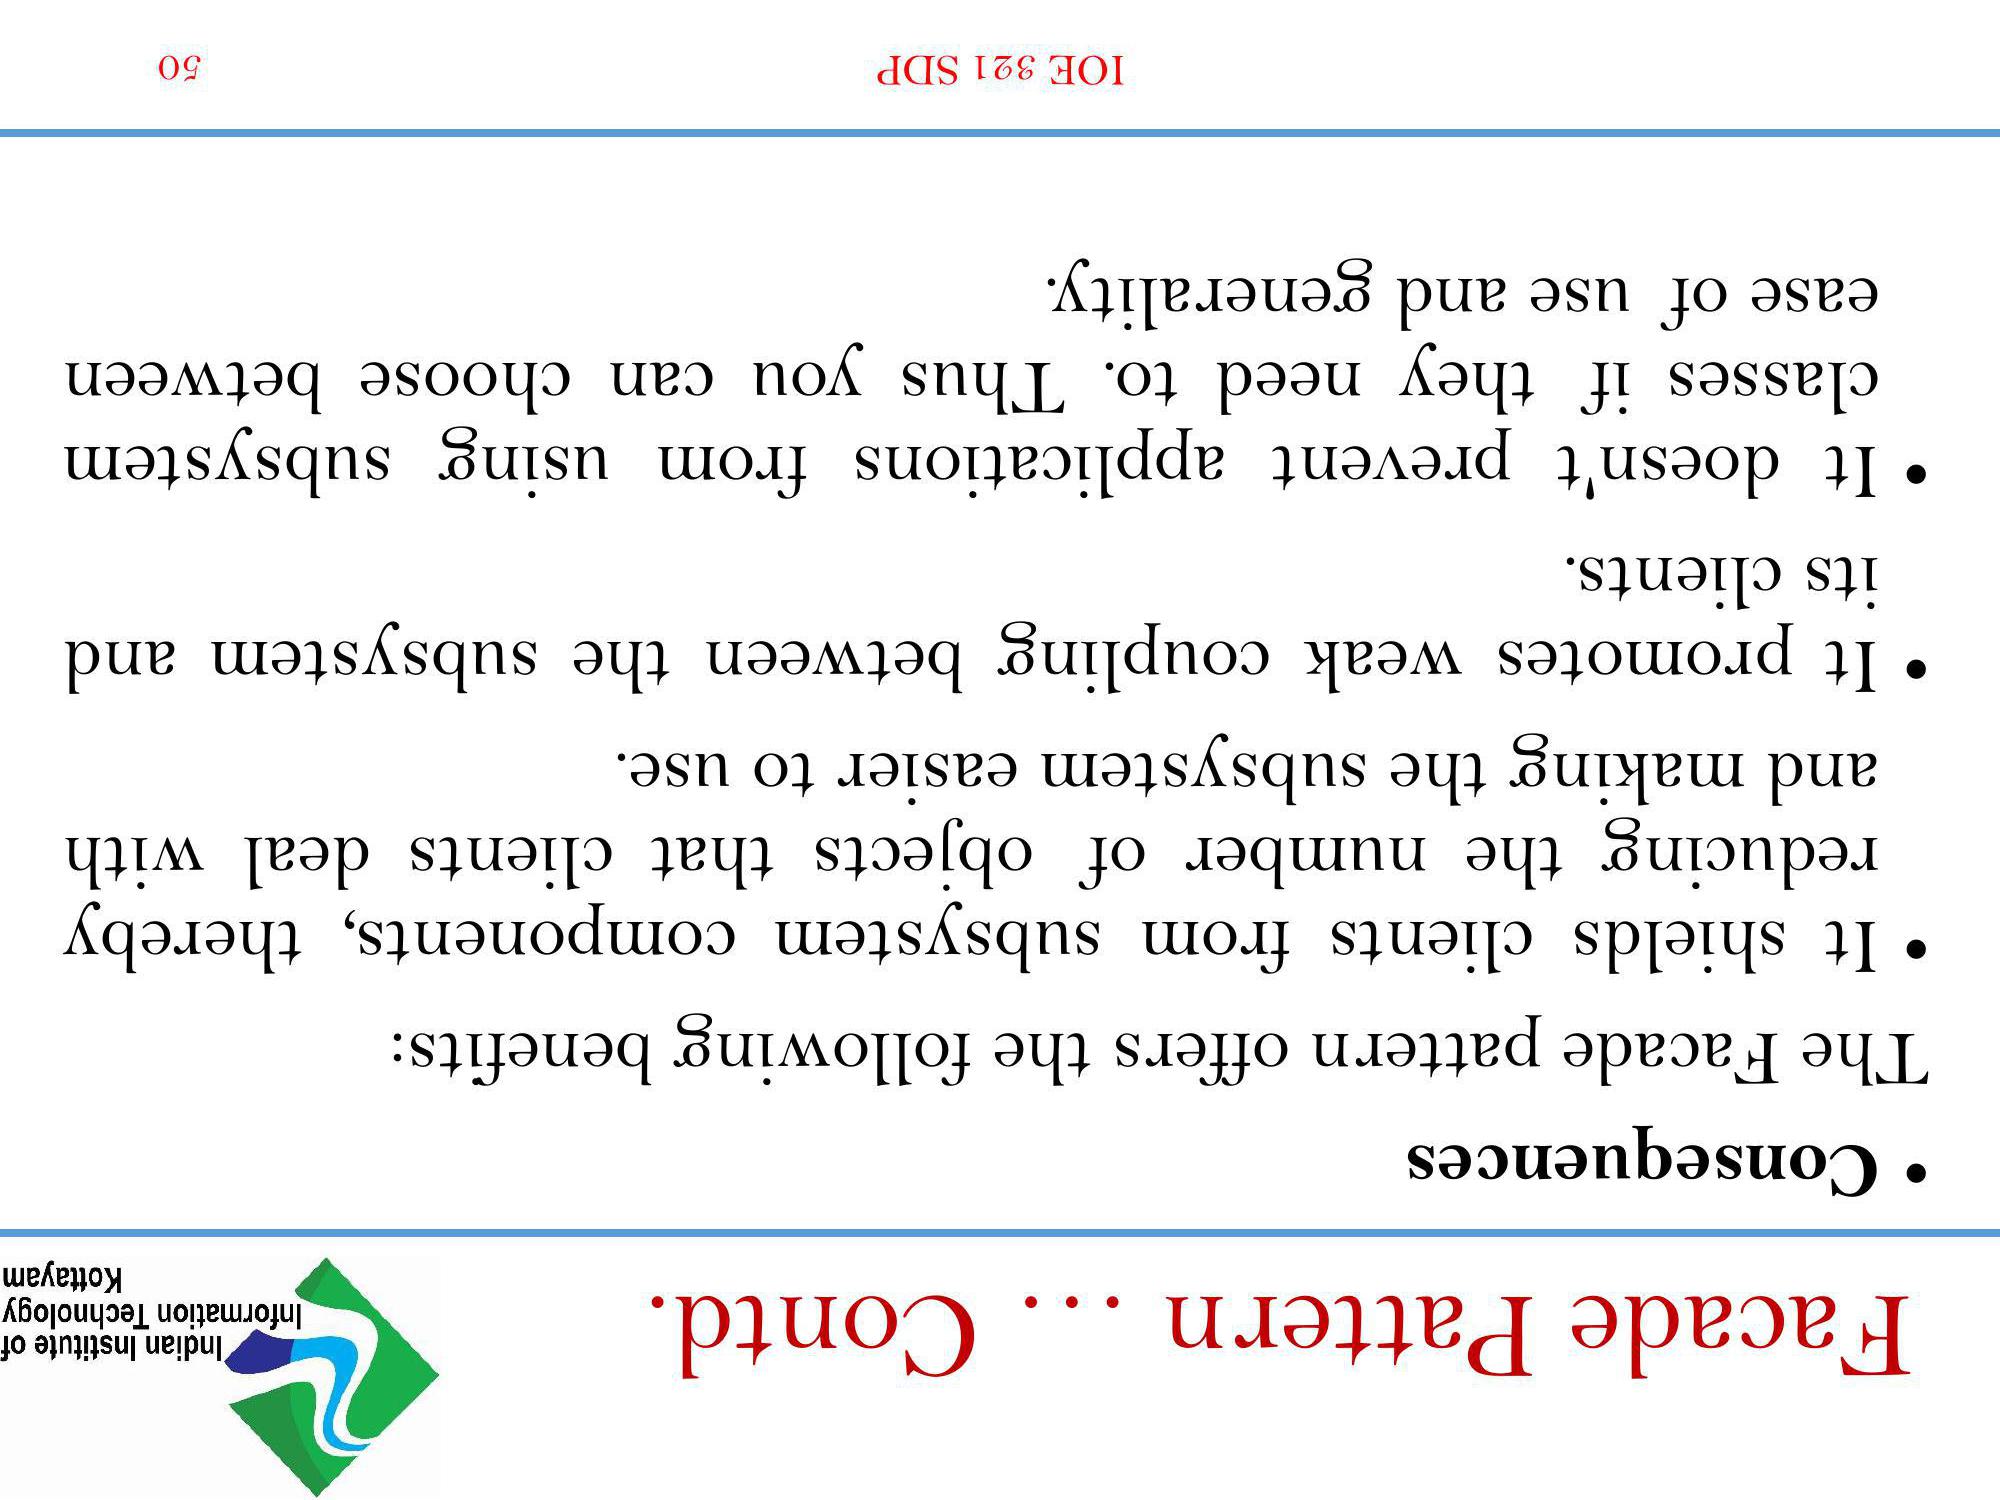 Facade Pattern … Contd.
Indian Institute of
Information Technology
Kottayam
• Consequences
The Facade pattern offers the following benefits:
• It shields clients from subsystem components, thereby
reducing the number of objects that clients deal with
and making the subsystem easier to use.
• It promotes weak coupling between the subsystem and
its clients.
• It doesn't prevent applications from using subsystem
classes if they need to. Thus you can choose between
ease of use and generality.
IOE 321 SDP
50